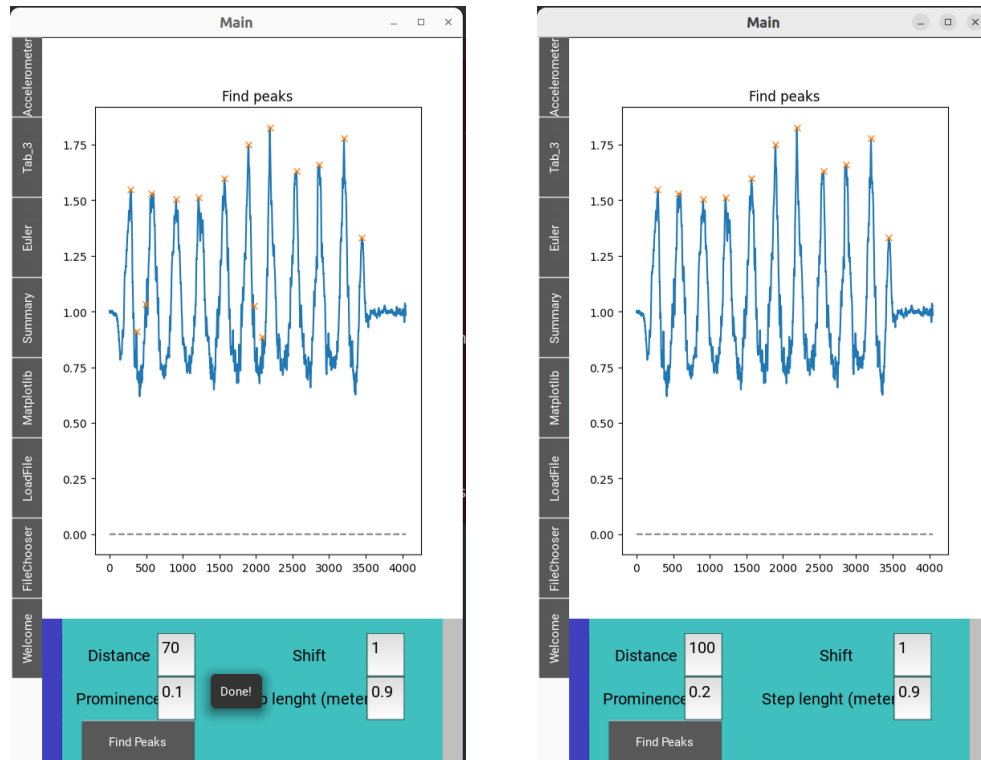 Main
Accelerometer
Tab_3
Euler
Summary
Matplotlib
LoadFile
FileChooser
Welcome
Find peaks
1.75
1.50
1.25
1.00
0.75
0.50
0.25
0.00
0 500 1000 1500 2000 2500 3000 3500 4000
Distance 70 Shift 1
Prominence 0.1 Done! p lenght (meter 0.9
Find Peaks
Main
Accelerometer
Tab_3
Euler
Summary
Matplotlib
LoadFile
FileChooser
Welcome
Find peaks
1.75
1.50
1.25
1.00
0.75
0.50
0.25
0.00
0 500 1000 1500 2000 2500 3000 3500 4000
Distance 100 Shift 1
Prominence 0.2 Step lenght (meter 0.9
Find Peaks